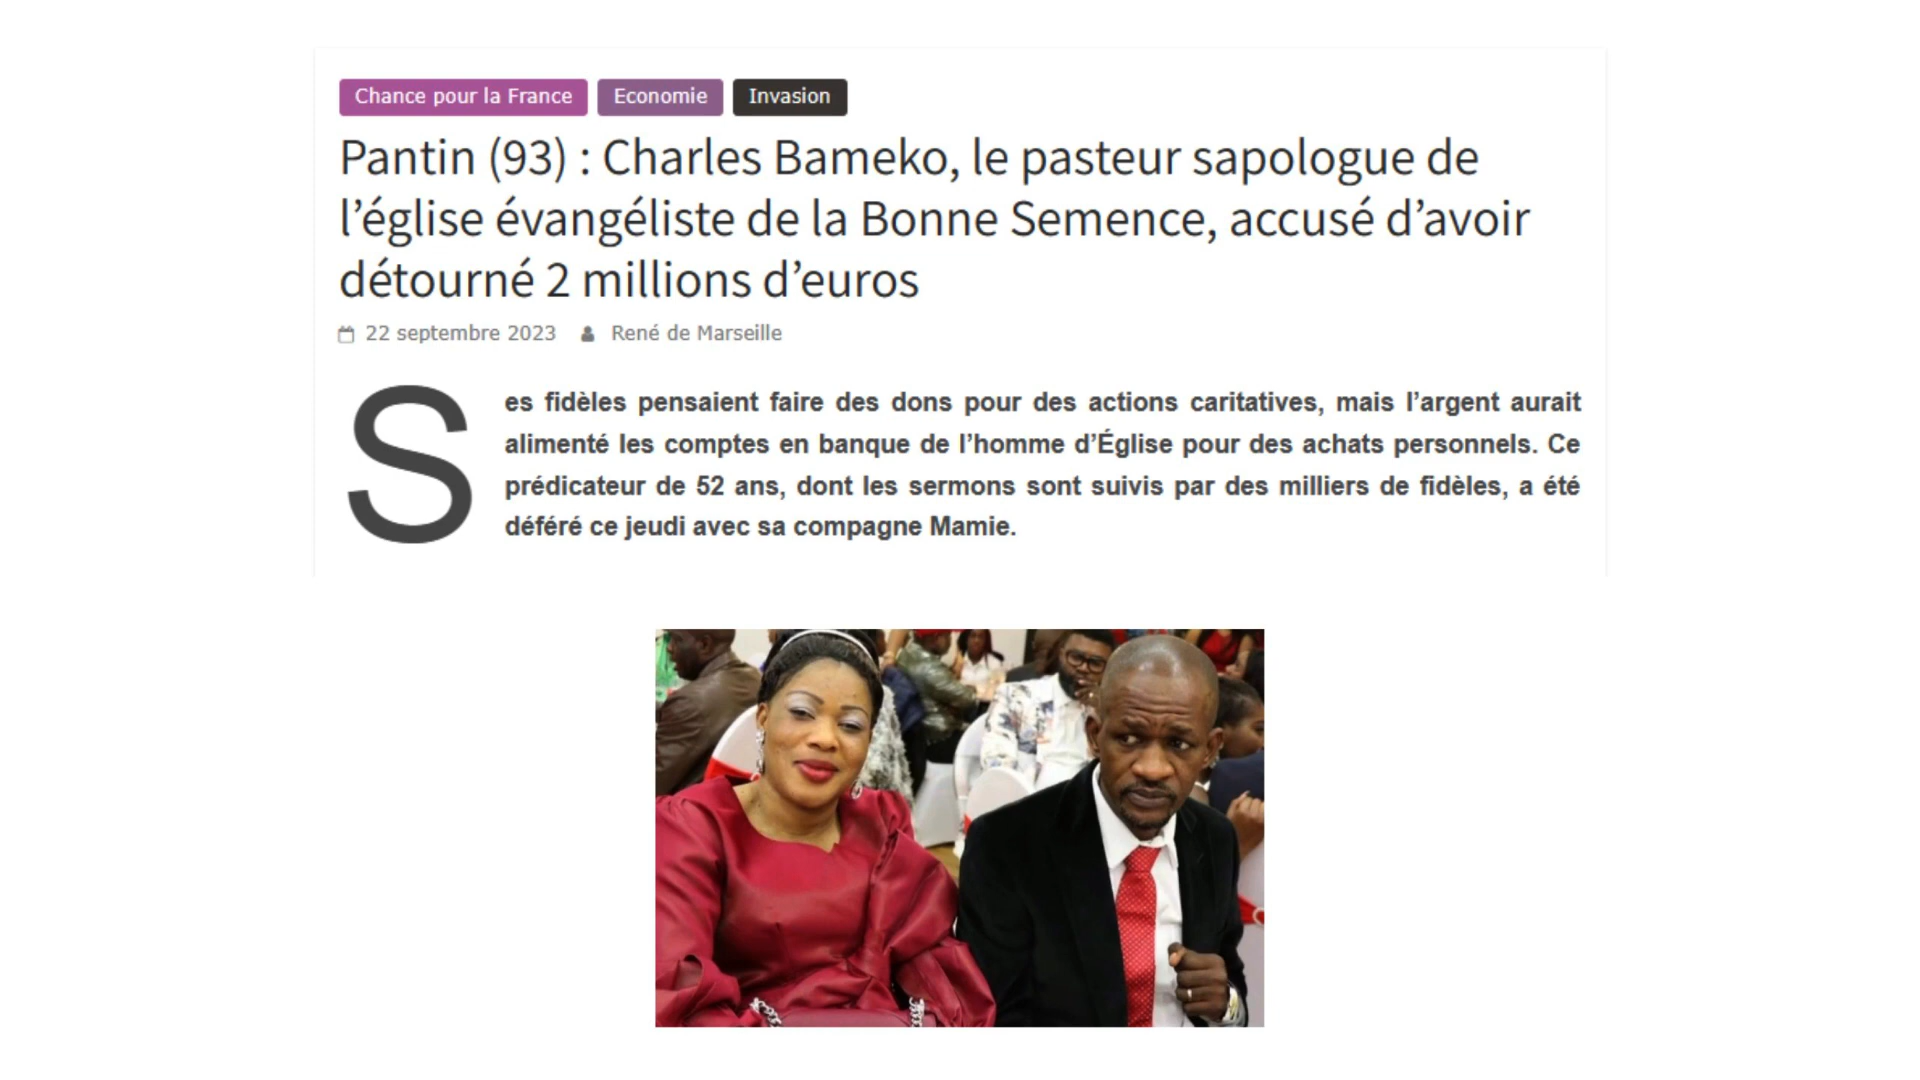 Chance pour la France Economie Invasion
Pantin (93) : Charles Bameko, le pasteur sapologue de
l’église évangéliste de la Bonne Semence, accusé d’avoir
détourné 2 millions d’euros
22 septembre 2023 René de Marseille
Ses fidèles pensaient faire des dons pour des actions caritatives, mais l’argent aurait
alimenté les comptes en banque de l’homme d’Église pour des achats personnels. Ce
prédicateur de 52 ans, dont les sermons sont suivis par des milliers de fidèles, a été
déféré ce jeudi avec sa compagne Mamie.